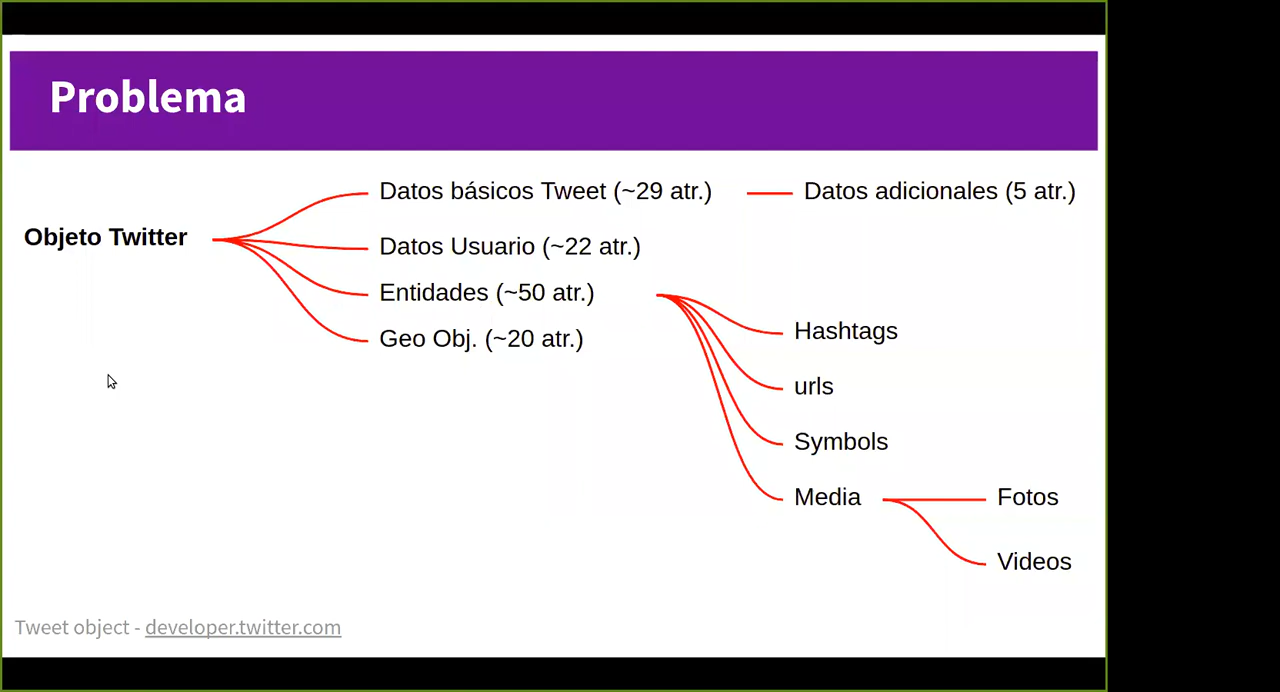 Problema
Objeto Twitter
Datos básicos Tweet (~29 atr.)
Datos adicionales (5 atr.)
Datos Usuario (~22 atr.)
Entidades (~50 atr.)
Geo Obj. (~20 atr.)
Hashtags
urls
Symbols
Media
Fotos
Videos
Tweet object - developer.twitter.com